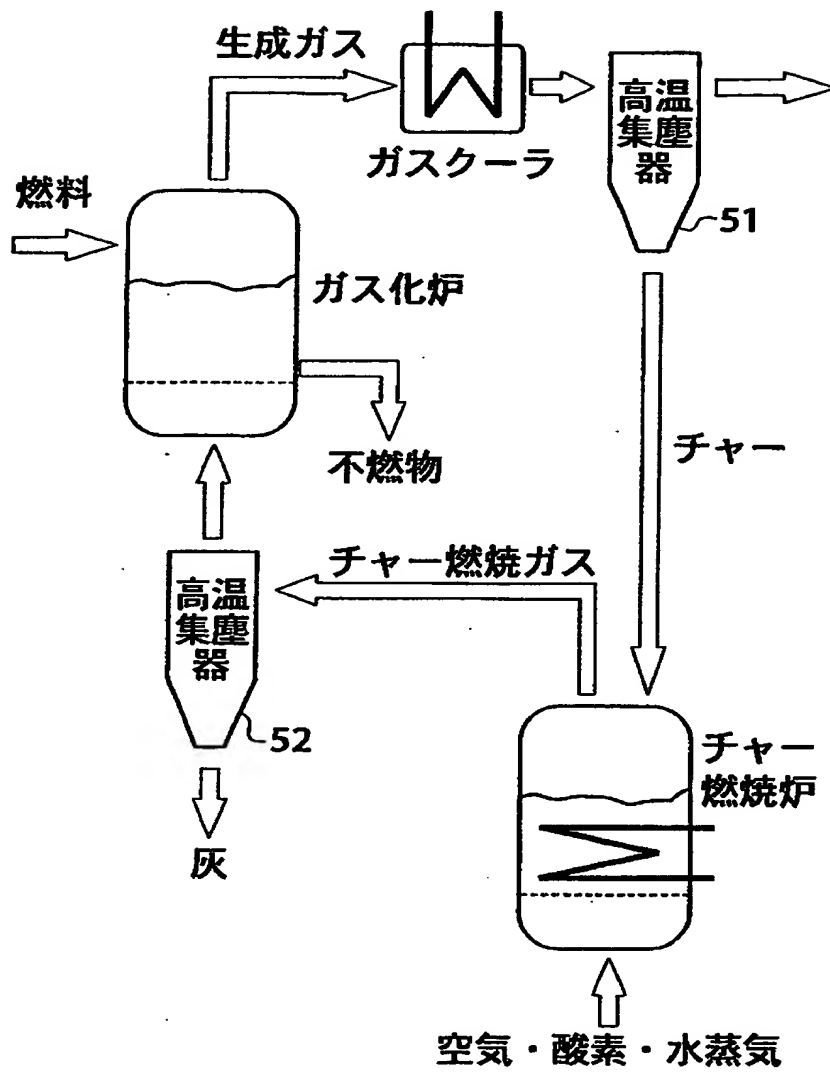 生成ガス
高温
集塵
器
ガスクーラ
燃料
51
ガス化炉
チャー
不燃物
チャー燃焼ガス
高温
集塵
器
52
チャー
燃焼炉
灰
空気・酸素・水蒸気